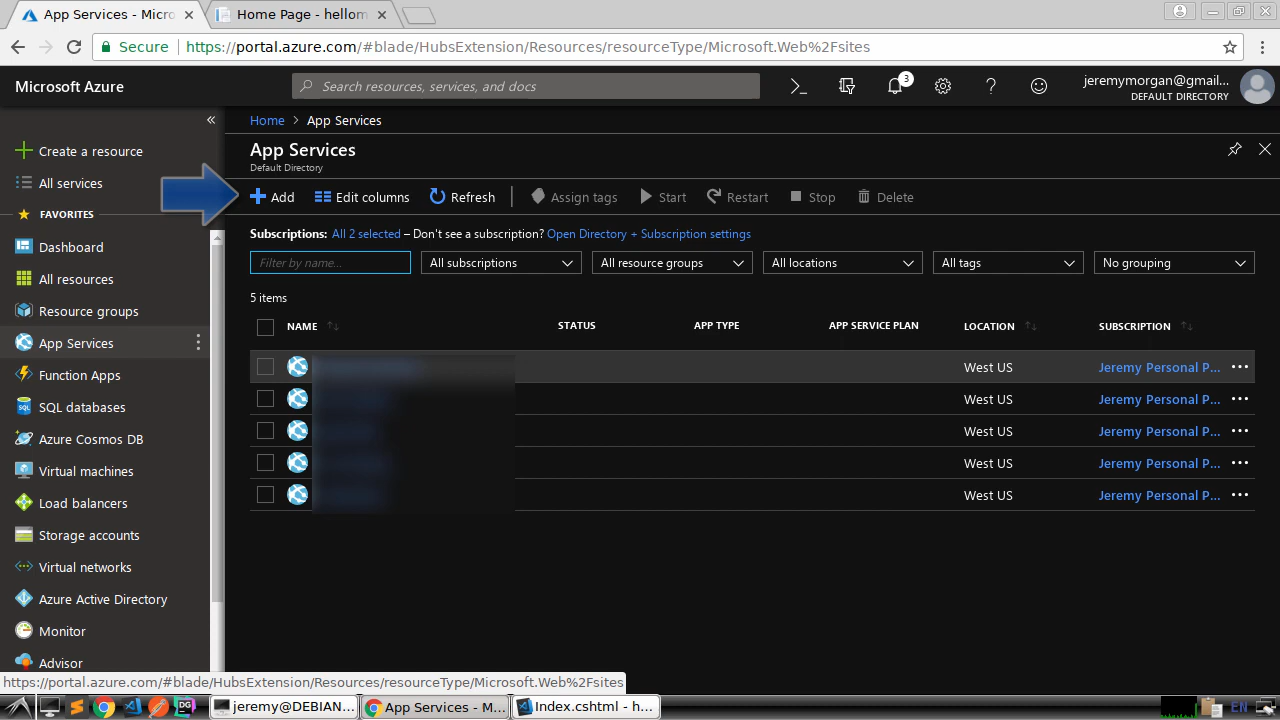 App Services - Micro
Home Page - hellom
Secure
https://portal.azure.com/#blade/HubsExtension/Resources/resourceType/Microsoft.Web%2Fsites
Microsoft Azure
Search resources, services, and docs
3
jeremymorgan@gmail...
DEFAULT DIRECTORY
Home > App Services
Create a resource
All services
FAVORITES
Dashboard
All resources
Resource groups
App Services
Function Apps
SQL databases
Azure Cosmos DB
Virtual machines
Load balancers
Storage accounts
Virtual networks
Azure Active Directory
Monitor
Advisor
App Services
Default Directory
Add Edit columns Refresh Assign tags Start Restart Stop Delete
Subscriptions: All 2 selected – Don't see a subscription? Open Directory + Subscription settings
Filter by name... All subscriptions All resource groups All locations All tags No grouping
5 items
NAME STATUS APP TYPE APP SERVICE PLAN LOCATION SUBSCRIPTION
West US Jeremy Personal P...
West US Jeremy Personal P...
West US Jeremy Personal P...
West US Jeremy Personal P...
West US Jeremy Personal P...
https://portal.azure.com/#blade/HubsExtension/Resources/resourceType/Microsoft.Web%2Fsites
jeremy@DEBIAN... App Services - M... Index.cshtml - h... EN